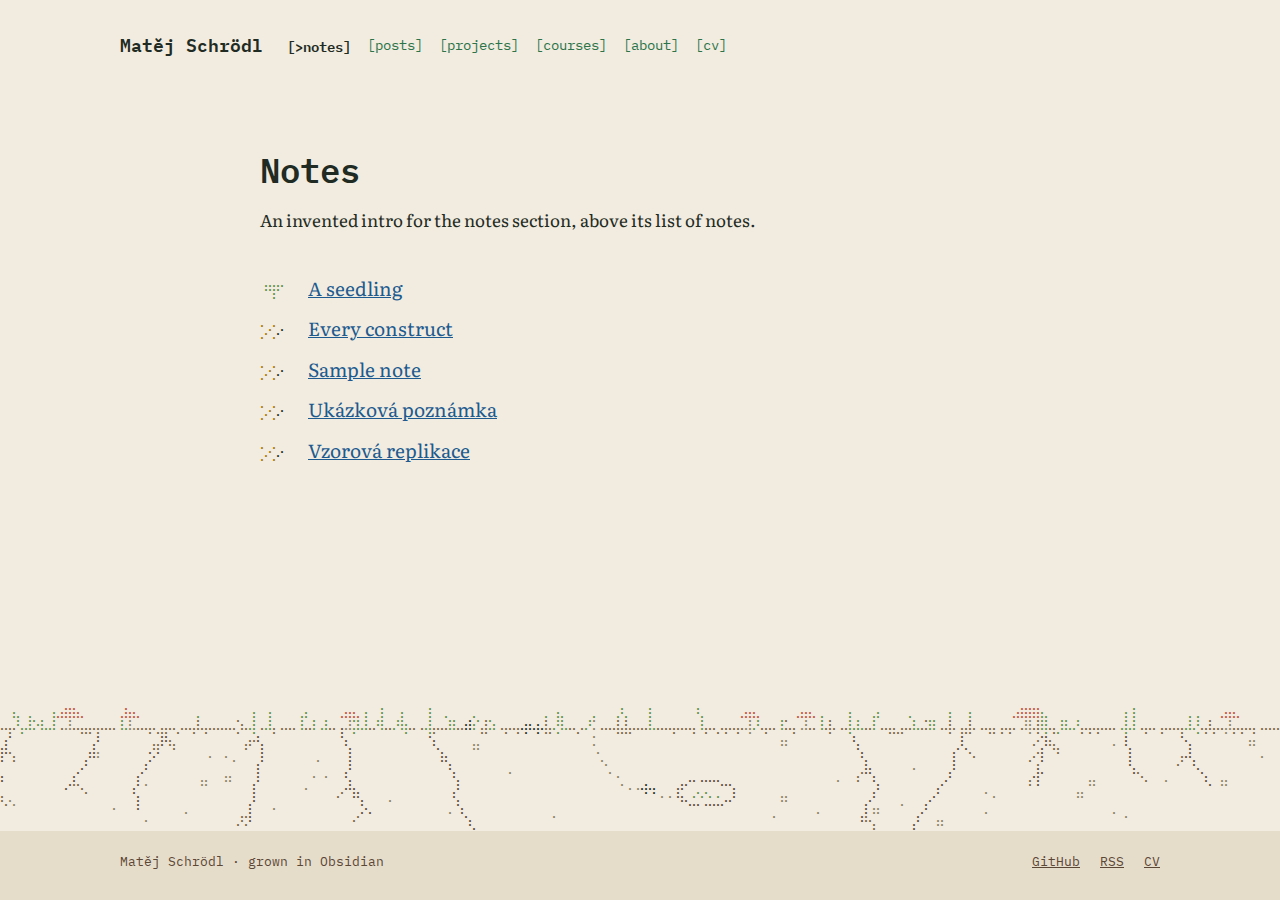 Matěj Schrödl [>notes] [posts] [projects] [courses] [about] [cv]
Notes
An invented intro for the notes section, above its list of notes.
A seedling
Every construct
Sample note
Ukázková poznámka
Vzorová replikace
Matěj Schrödl · grown in Obsidian GitHub RSS CV